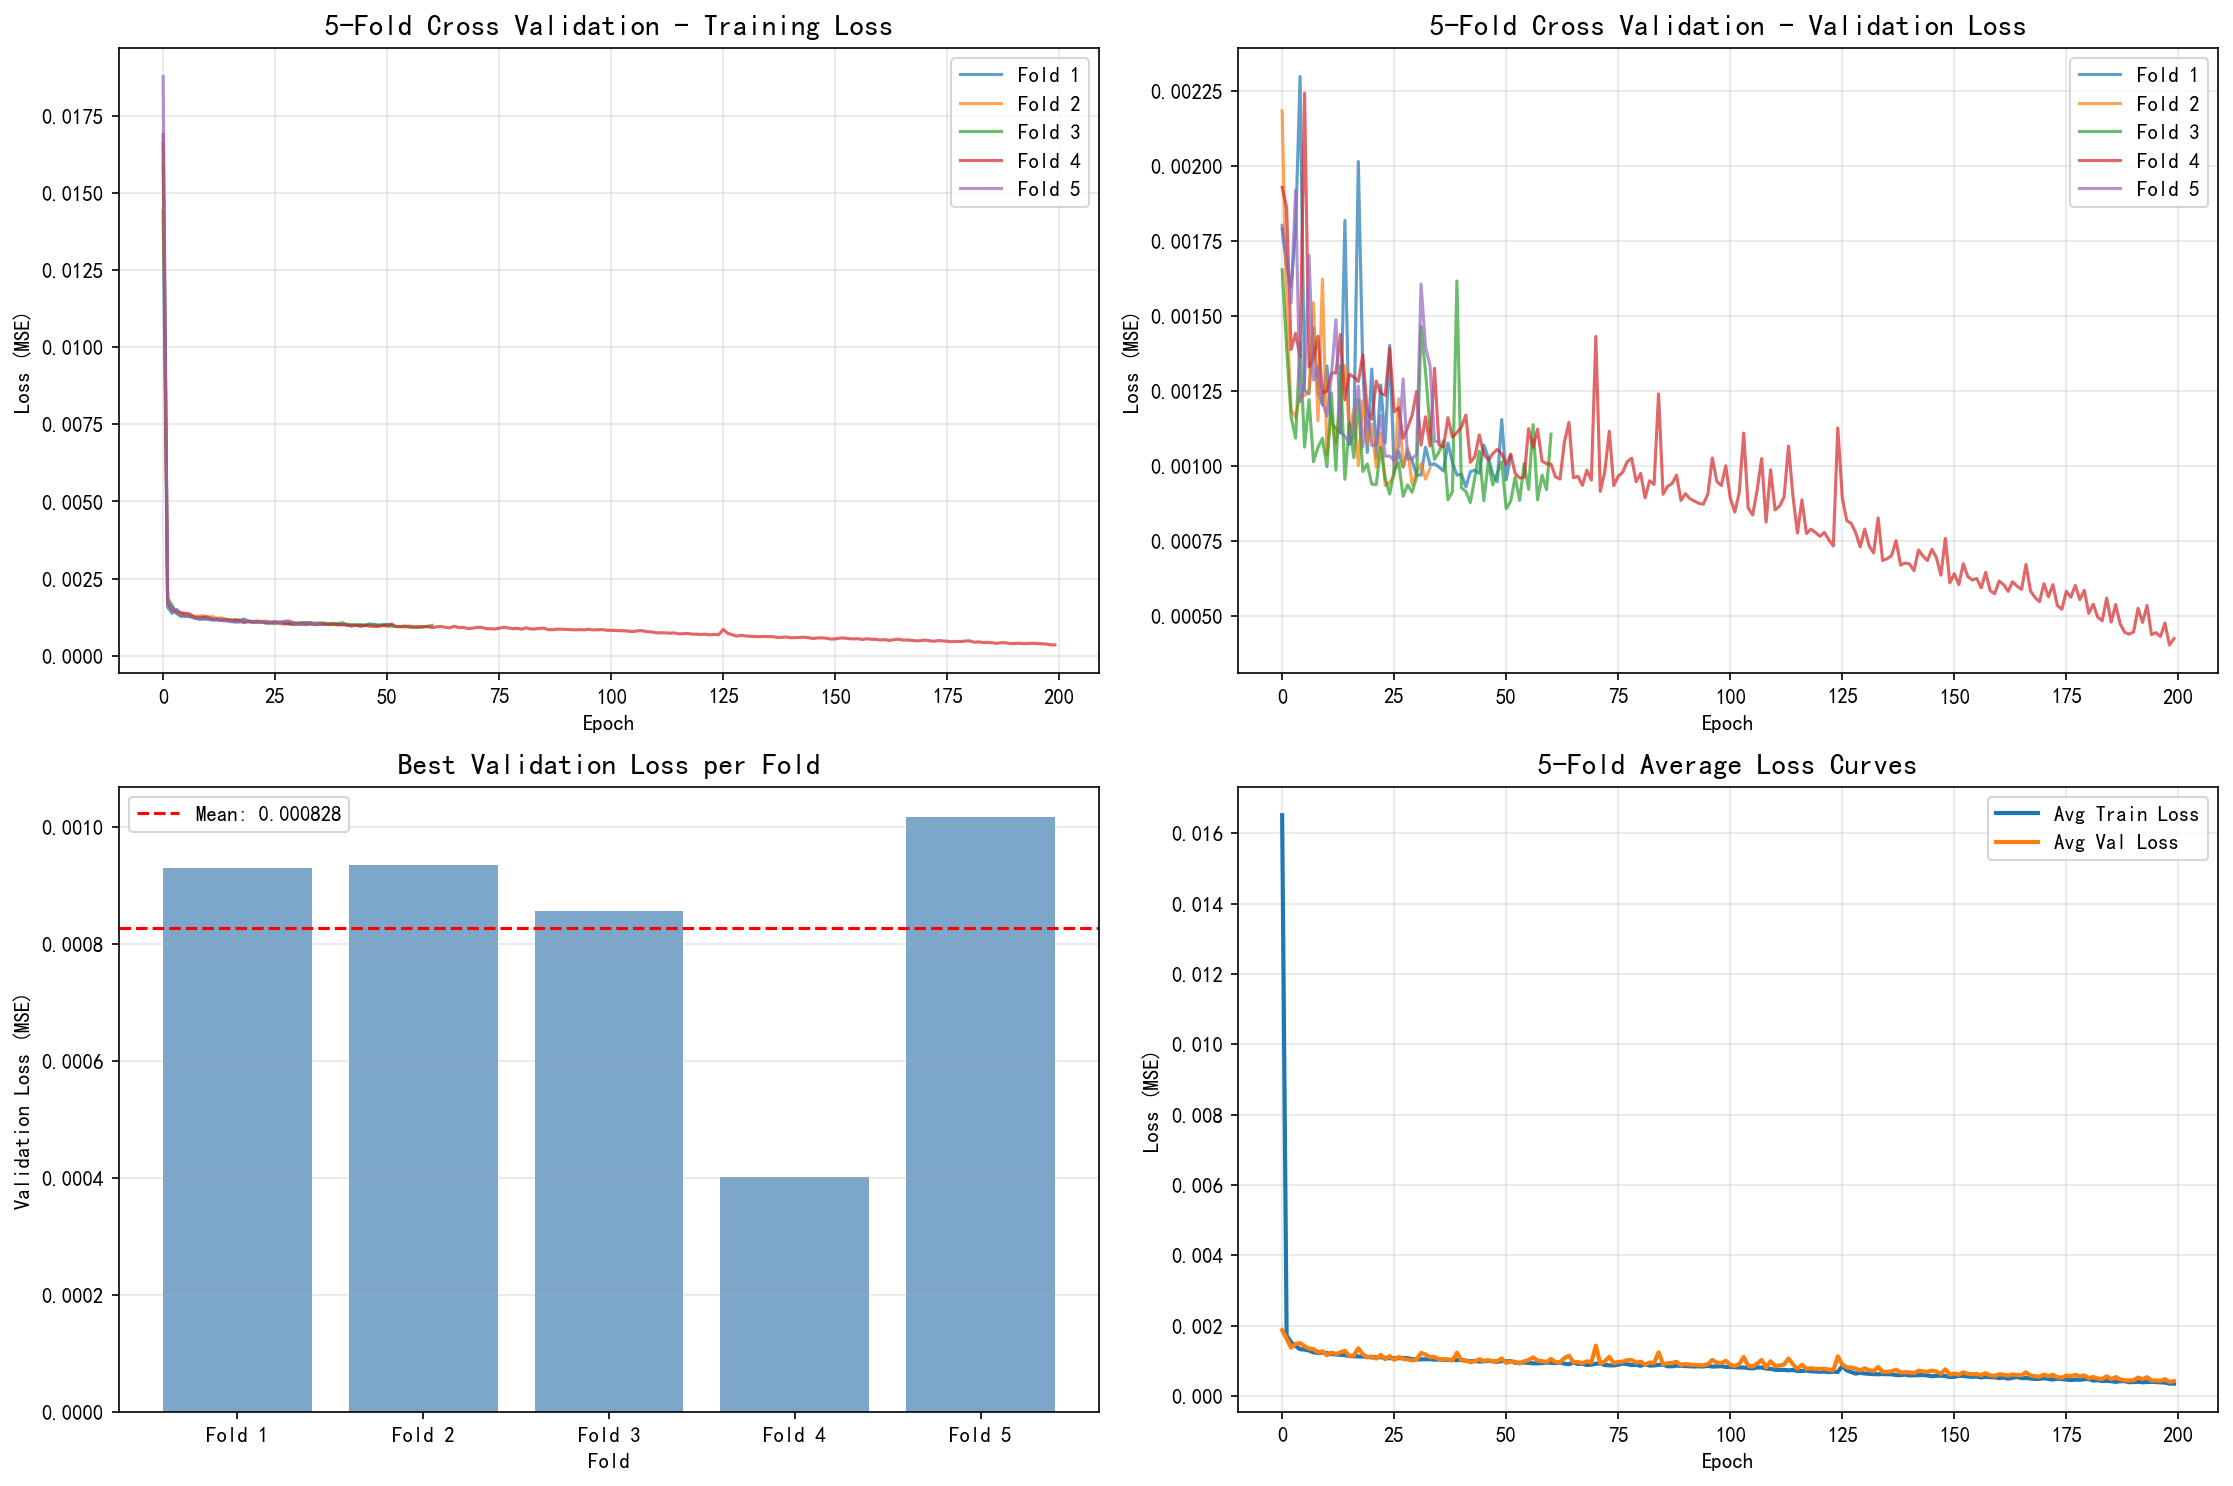 5-Fold Cross Validation - Training Loss
Loss (MSE)
0.0175
0.0150
0.0125
0.0100
0.0075
0.0050
0.0025
0.0000
0 25 50 75 100 125 150 175 200
Epoch
Fold 1
Fold 2
Fold 3
Fold 4
Fold 5
5-Fold Cross Validation - Validation Loss
Loss (MSE)
0.00225
0.00200
0.00175
0.00150
0.00125
0.00100
0.00075
0.00050
0 25 50 75 100 125 150 175 200
Epoch
Fold 1
Fold 2
Fold 3
Fold 4
Fold 5
Best Validation Loss per Fold
Validation Loss (MSE)
Mean: 0.000828
0.0010
0.0008
0.0006
0.0004
0.0002
0.0000
Fold 1 Fold 2 Fold 3 Fold 4 Fold 5
Fold
5-Fold Average Loss Curves
Loss (MSE)
Avg Train Loss
Avg Val Loss
0.016
0.014
0.012
0.010
0.008
0.006
0.004
0.002
0.000
0 25 50 75 100 125 150 175 200
Epoch